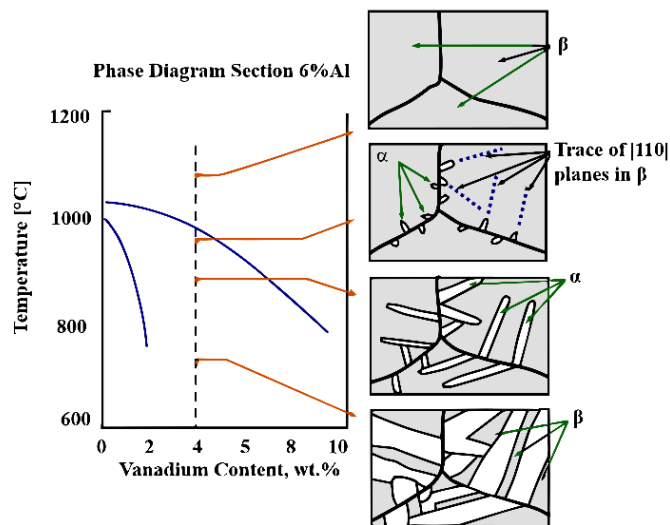 Phase Diagram Section 6%Al
Temperature [°C]
1200
1000
800
600
0
2
4
6
8
10
Vanadium Content, wt.%
β
α
Trace of |110|
planes in β
α
β